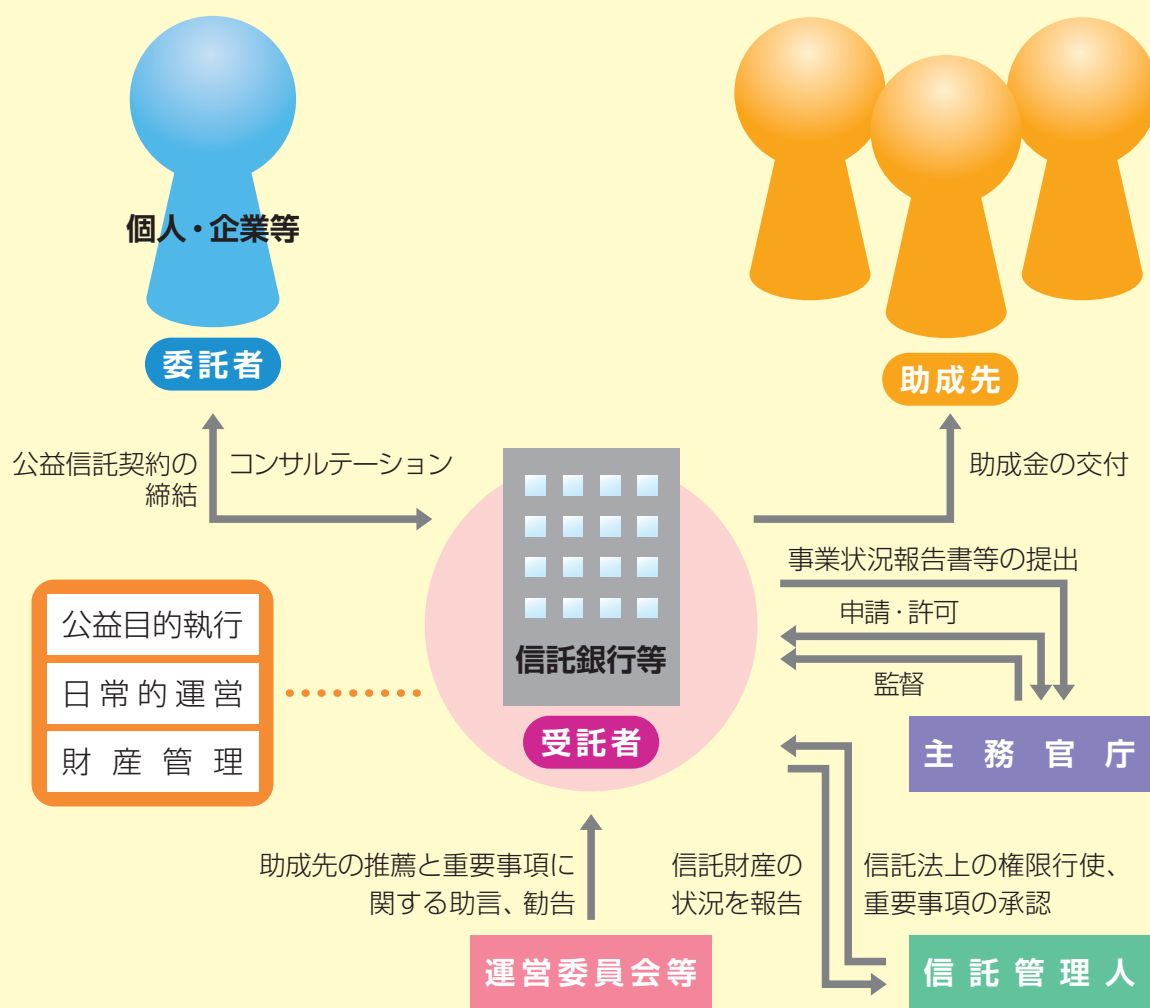 個人・企業等
委託者
助成先
公益信託契約の
締結
コンサルテーション
助成金の交付
事業状況報告書等の提出
申請・許可
監督
公益目的執行
日常的運営
財産管理
信託銀行等
受託者
主務官庁
助成先の推薦と重要事項に
関する助言、勧告
信託財産の
状況を報告
信託法上の権限行使、
重要事項の承認
運営委員会等
信託管理人